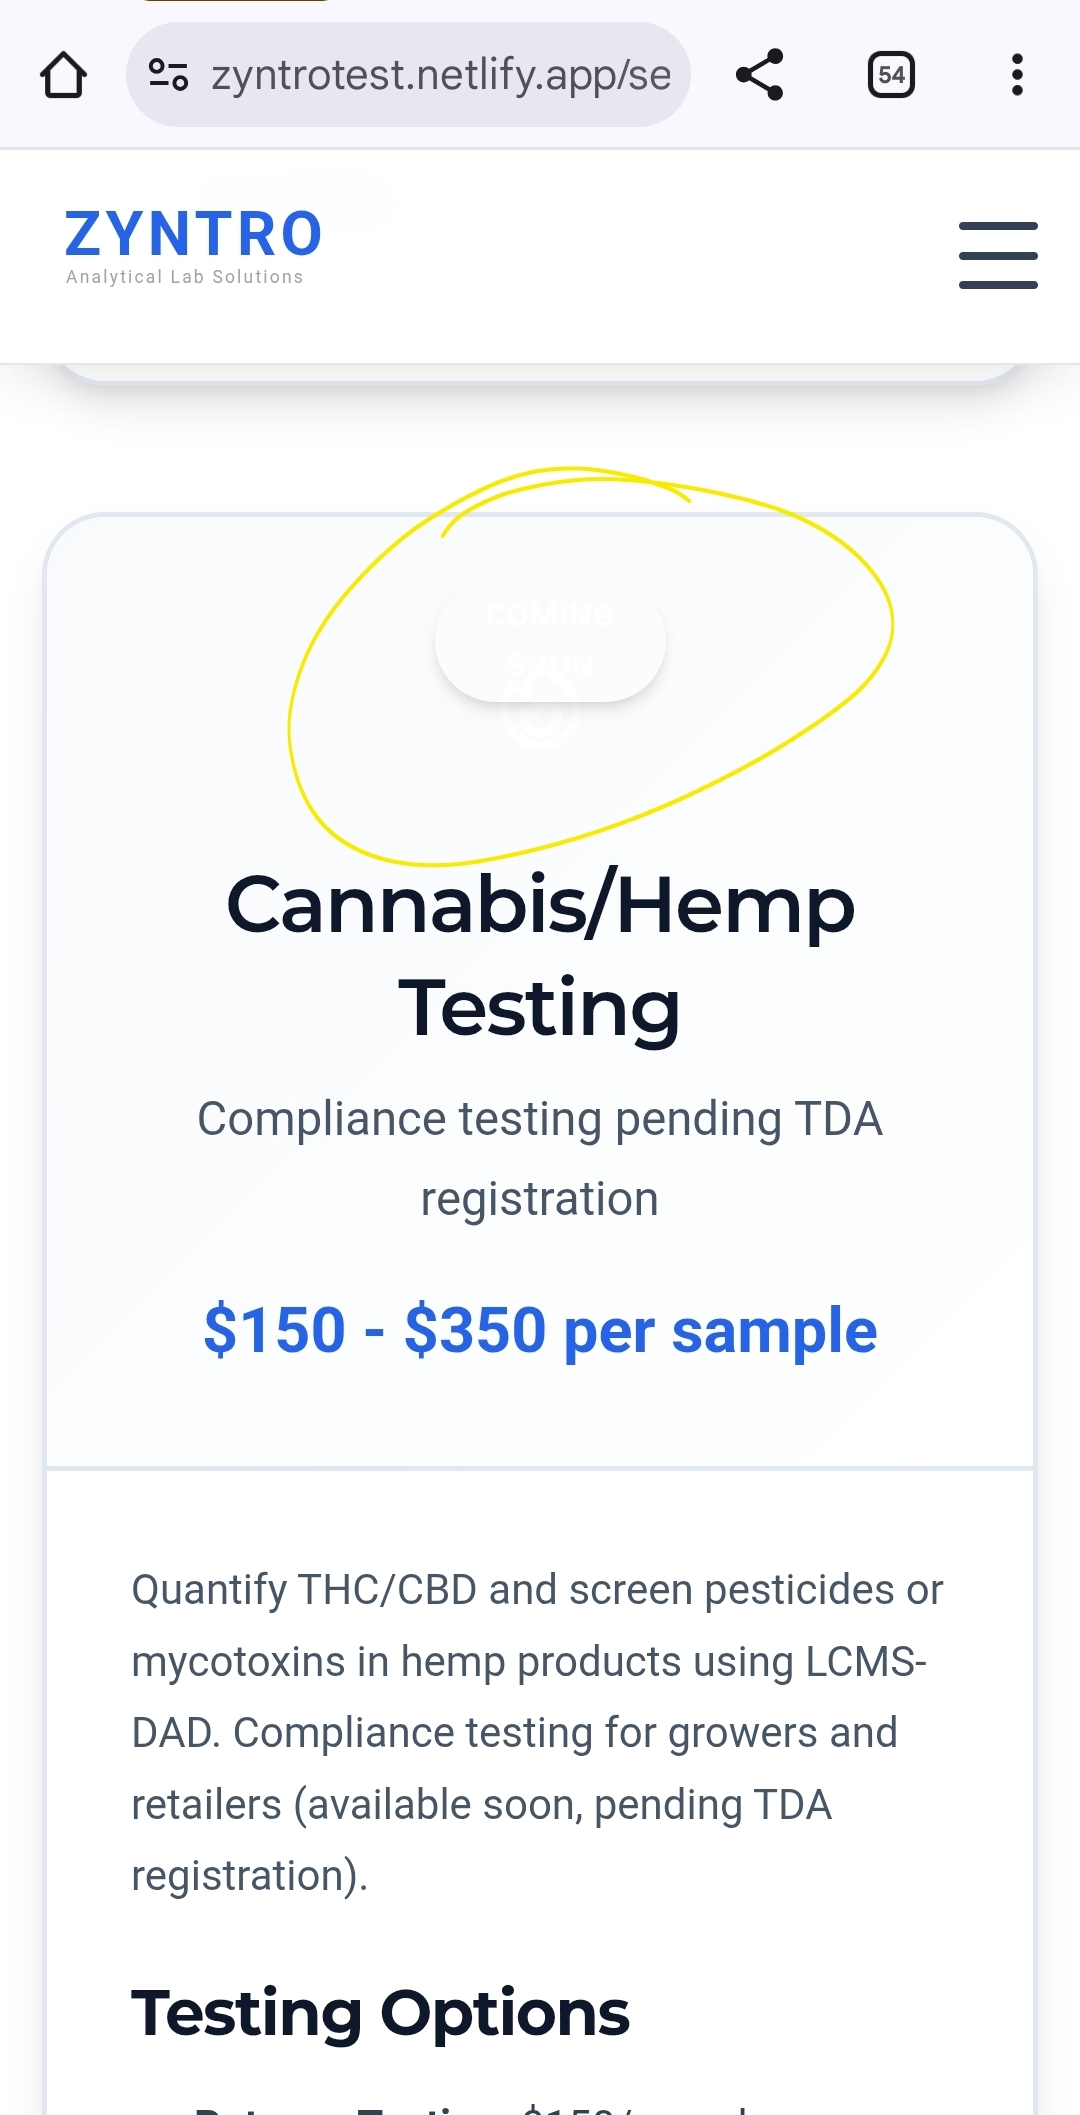 zyntrotest.netlify.app/se
54
ZYNTRO
Analytical Lab Solutions
COMING
SOON
Cannabis/Hemp
Testing
Compliance testing pending TDA
registration
$150 - $350 per sample
Quantify THC/CBD and screen pesticides or
mycotoxins in hemp products using LCMS-
DAD. Compliance testing for growers and
retailers (available soon, pending TDA
registration).
Testing Options